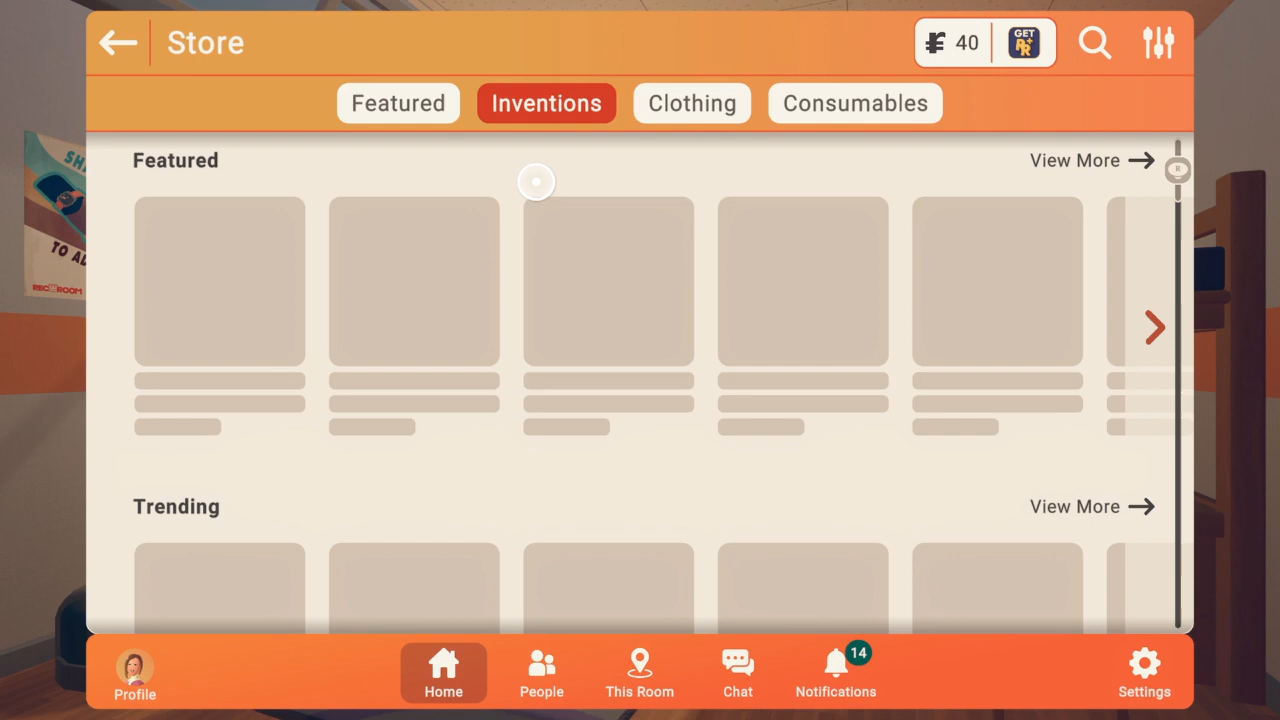 Store
40
GET
RR+
Featured
Inventions
Clothing
Consumables
Featured
View More
R
Trending
View More
TO
REC ROOM
14
Profile
Home
People
This Room
Chat
Notifications
Settings